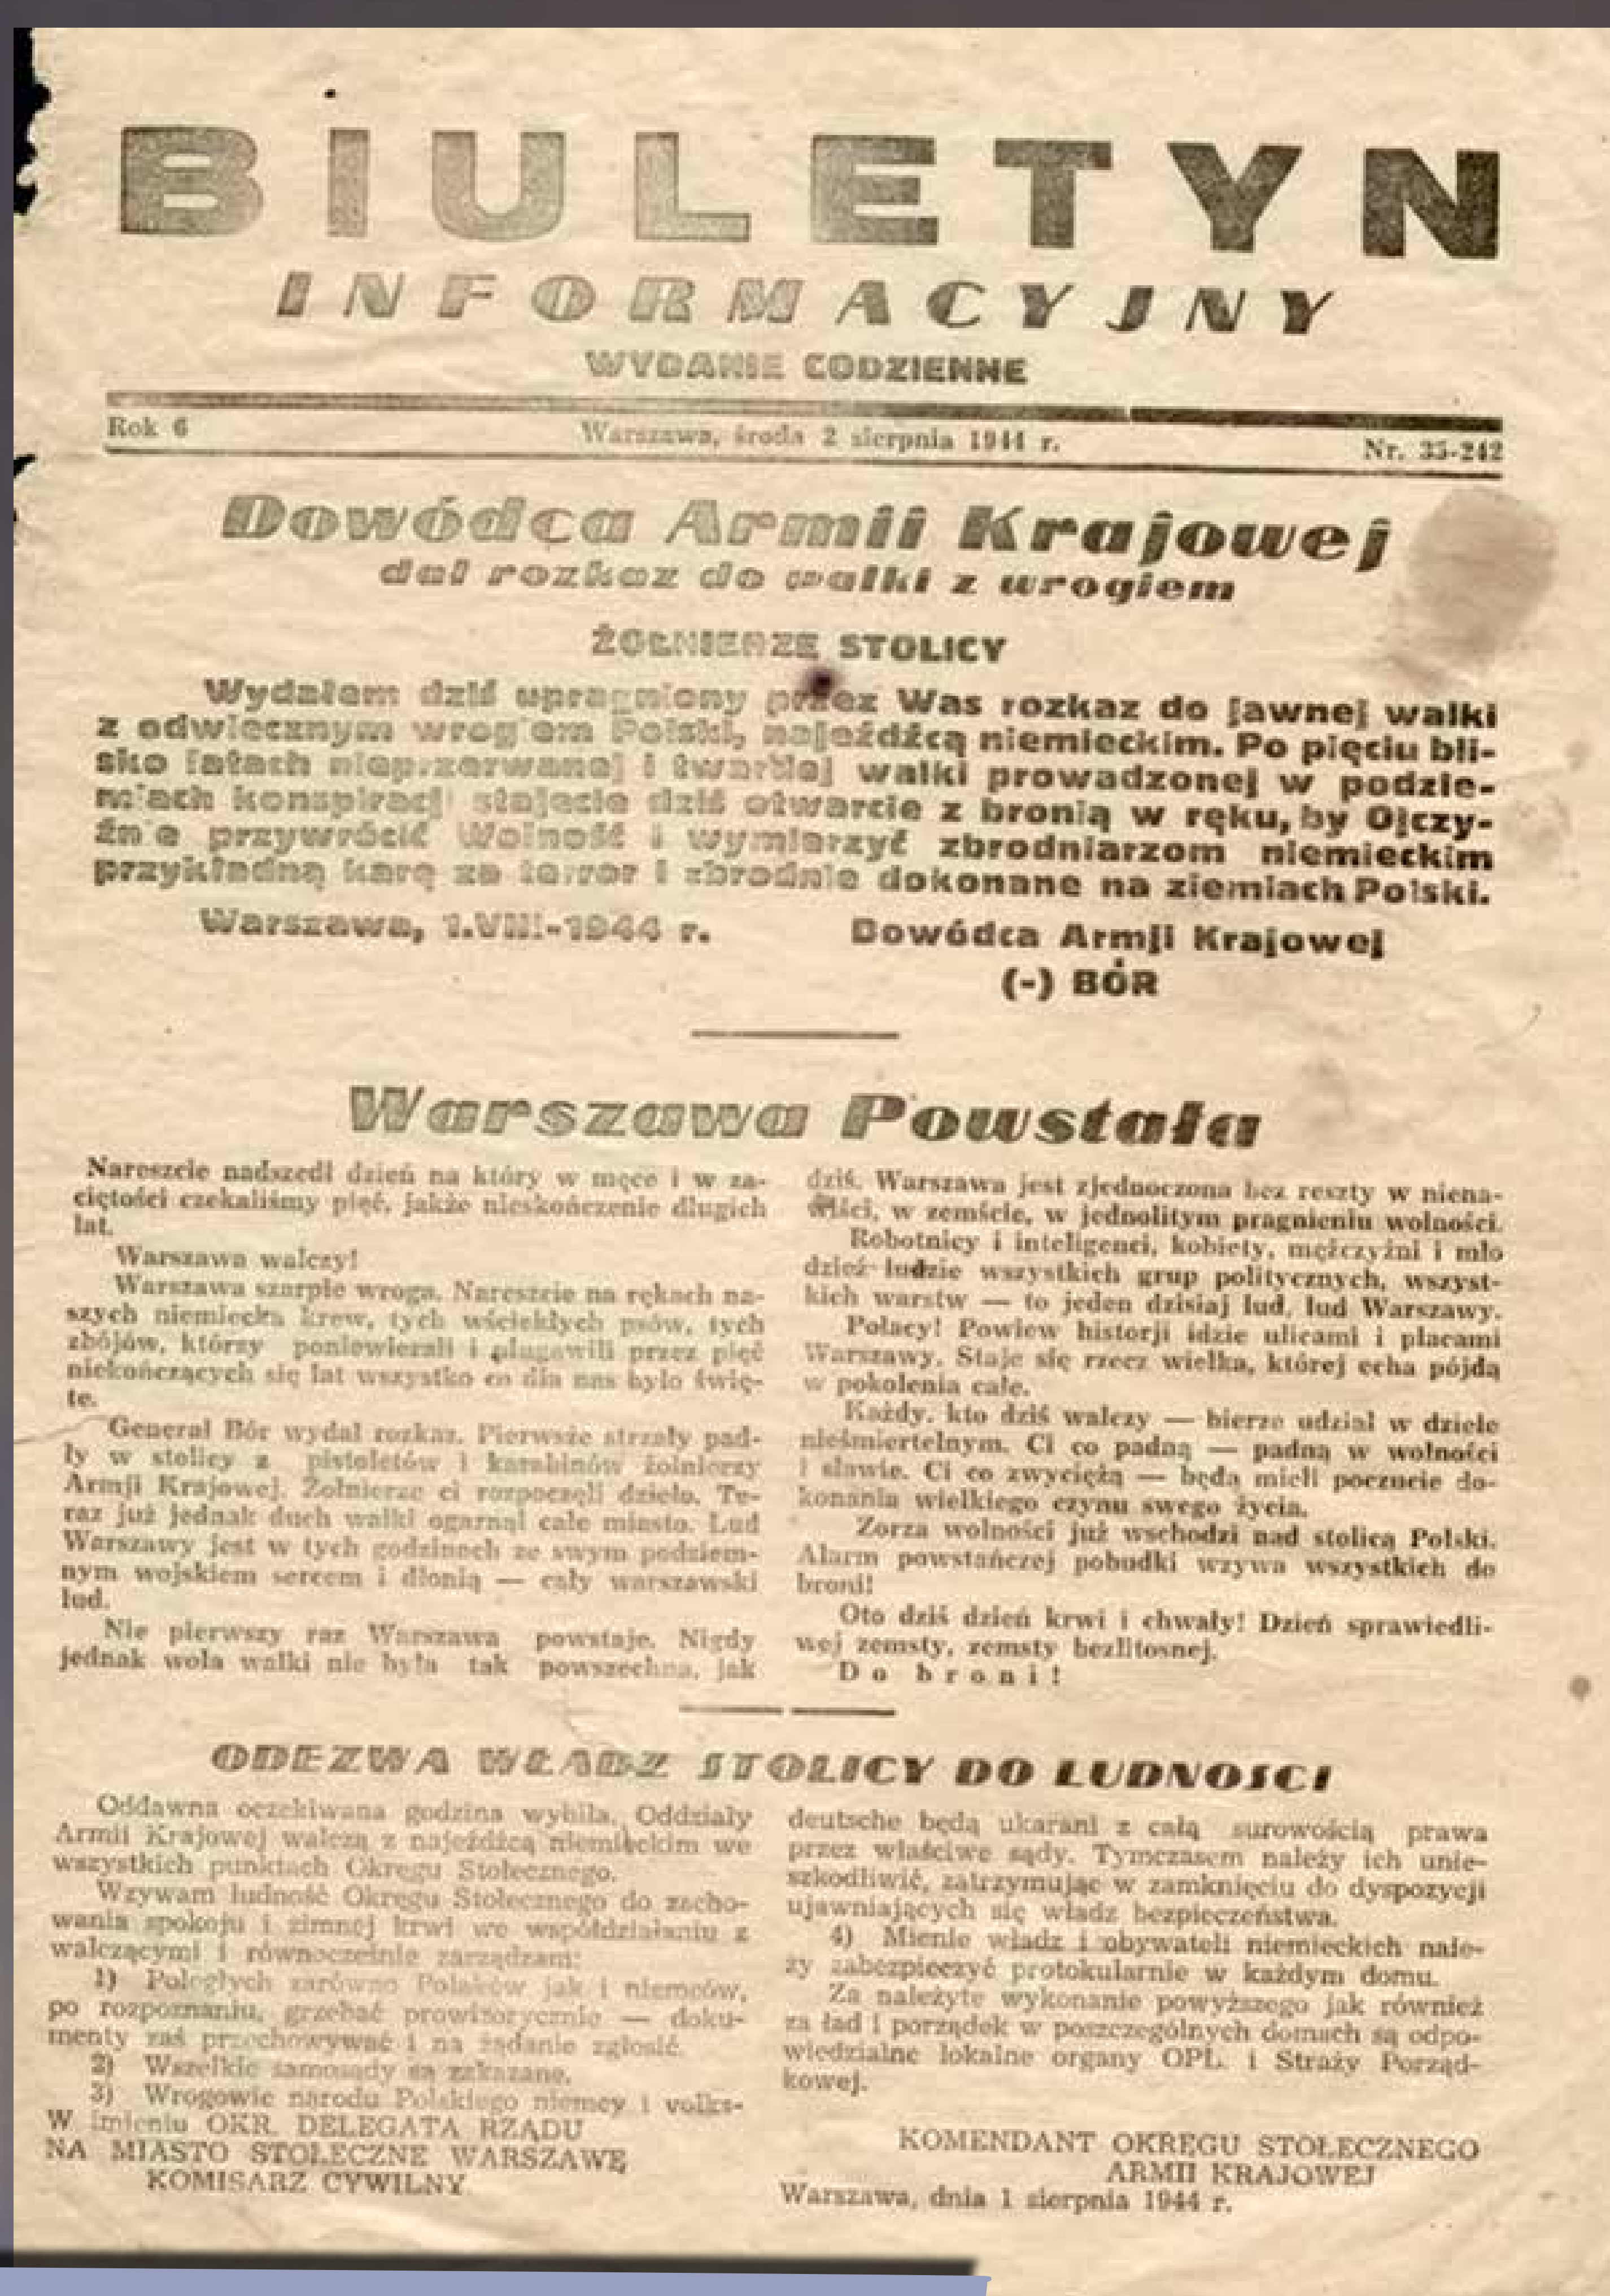 BIULETYN
INFORMACYJNY
WYDANIE CODZIENNE
Rok 6
Warszawa, środa 2 sierpnia 1944 r.
Nr. 35-242
Dowódca Armii Krajowej
dał rozkaz do walki z wrogiem
ŻOŁNIERZE STOLICY
Wydałem dziś upragniony przez Was rozkaz do jawnej walki
z odwiecznym wrogiem Polski, najeźdźcą niemieckim. Po pięciu bli-
sko latach nieprzerwanej i twardej walki prowadzonej w podzie-
miach konspiracji stajecie dziś otwarcie z bronią w ręku, by Ojczy-
źnie przywrócić Wolność i wymierzyć zbrodniarzom niemieckim
przykładną karę za terror i zbrodnie dokonane na ziemiach Polski.
Warszawa, 1.VIII-1944 r.
Dowódca Armji Krajowej
(-) BÓR
Warszawa Powstała
Nareszcie nadszedł dzień na który w męce i w za-
ciętości czekaliśmy pięć, jakże nieskończenie długich
lat.
Warszawa walczy!
Warszawa szarpie wroga. Nareszcie na rękach na-
szych niemiecka krew, tych wściekłych psów, tych
zbójów, którzy poniewierali i plugawili przez pięć
niekończących się lat wszystko co dla nas było świę-
te.
Generał Bór wydał rozkaz. Pierwsze strzały pad-
ły w stolicy z pistoletów i karabinów żołnierzy
Armji Krajowej. Żołnierze ci rozpoczęli dzieło. Te-
raz już jednak duch walki ogarnął całe miasto. Lud
Warszawy jest w tych godzinach ze swym podziem-
nym wojskiem sercem i dłonią — cały warszawski
lud.
Nie pierwszy raz Warszawa powstaje. Nigdy
jednak wola walki nie była tak powszechna, jak
dziś. Warszawa jest zjednoczona bez reszty w niena-
wiści, w zemście, w jednolitym pragnieniu wolności.
Robotnicy i inteligenci, kobiety, mężczyźni i mło
dzież-ludzie wszystkich grup politycznych, wszyst-
kich warstw — to jeden dzisiaj lud, lud Warszawy.
Polacy! Powiew historji idzie ulicami i placami
Warszawy. Staje się rzecz wielka, której echa pójdą
w pokolenia całe.
Każdy, kto dziś walczy — bierze udział w dziele
nieśmiertelnym. Ci co padną — padną w wolności
i sławie. Ci co zwyciężą — będą mieli poczucie do-
konania wielkiego czynu swego życia.
Zorza wolności już wschodzi nad stolicą Polski.
Alarm powstańczej pobudki wzywa wszystkich do
broni!
Oto dziś dzień krwi i chwały! Dzień sprawiedli-
wej zemsty, zemsty bezlitosnej.
Do broni!
ODEZWA WŁADZ STOLICY DO LUDNOSCI
Oddawna oczekiwana godzina wybiła. Oddziały
Armii Krajowej walczą z najeźdźcą niemieckim we
wszystkich punktach Okręgu Stołecznego.
Wzywam ludność Okręgu Stołecznego do zacho-
wania spokoju i zimnej krwi we współdziałaniu z
walczącymi i równocześnie zarządzam:
1) Poległych zarówno Polaków jak i niemców,
po rozpoznaniu, grzebać prowizorycznie — doku-
menty zaś przechowywać i na żądanie zgłosić.
2) Wszelkie samosądy są zakazane.
3) Wrogowie narodu Polskiego niemcy i volks-
W imieniu OKR. DELEGATA RZĄDU
NA MIASTO STOŁECZNE WARSZAWĘ
KOMISARZ CYWILNY
deutsche będą ukarani z całą surowością prawa
przez właściwe sądy. Tymczasem należy ich unie-
szkodliwić, zatrzymując w zamknięciu do dyspozycji
ujawniających się władz bezpieczeństwa.
4) Mienie władz i obywateli niemieckich nale-
ży zabezpieczyć protokularnie w każdym domu.
Za należyte wykonanie powyższego jak również
za ład i porządek w poszczególnych domach są odpo-
wiedzialne lokalne organy OPL. i Straży Porząd-
kowej.
KOMENDANT OKRĘGU STOŁECZNEGO
ARMII KRAJOWEJ
Warszawa, dnia 1 sierpnia 1944 r.